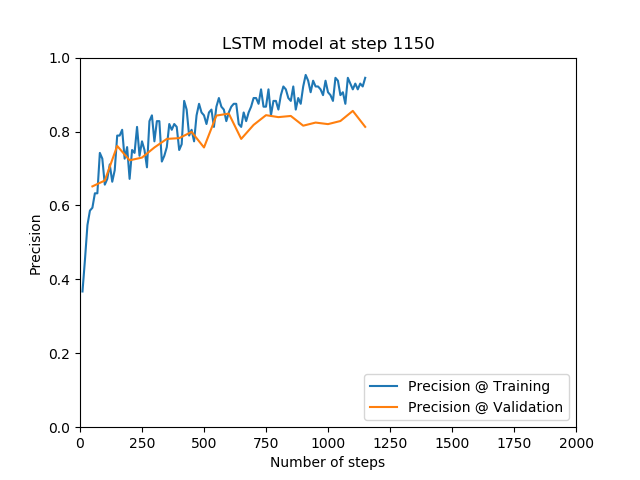 LSTM model at step 1150
Precision
1.0
0.8
0.6
0.4
0.2
0.0
0 250 500 750 1000 1250 1500 1750 2000
Number of steps
Precision @ Training
Precision @ Validation